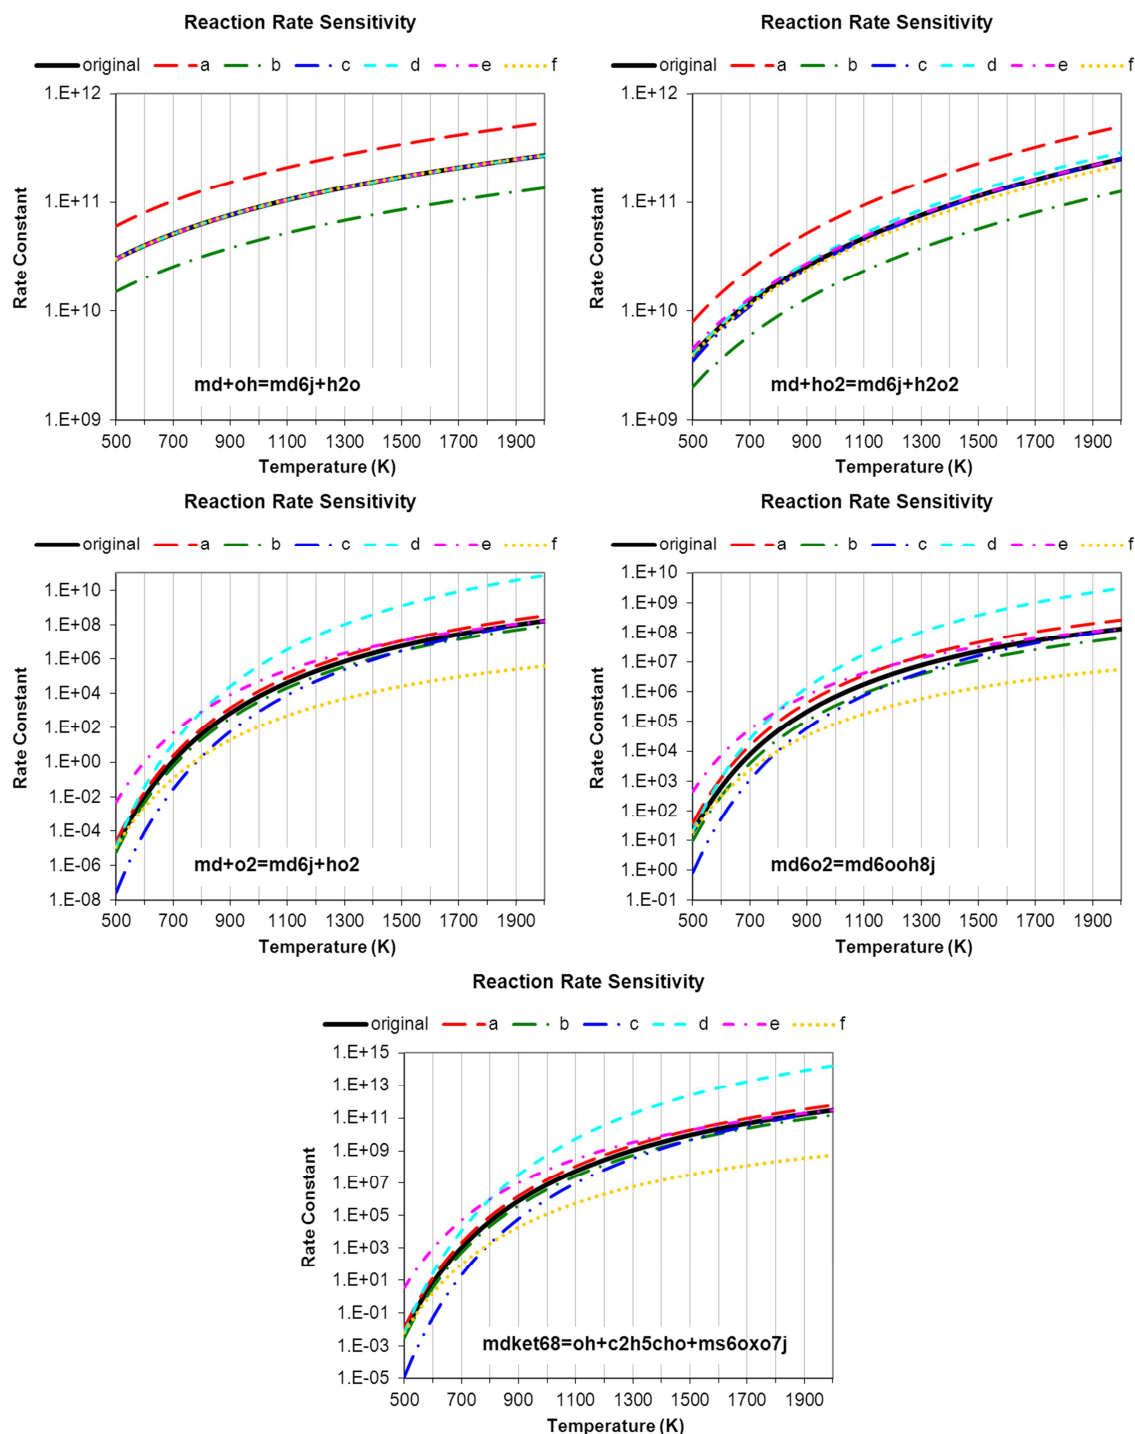 Reaction Rate Sensitivity
original a b c d e f
1.E+12
1.E+11
1.E+10
1.E+09
Rate Constant
md+oh=md6j+h2o
500 700 900 1100 1300 1500 1700 1900
Temperature (K)
Reaction Rate Sensitivity
original a b c d e f
1.E+12
1.E+11
1.E+10
1.E+09
Rate Constant
md+ho2=md6j+h2o2
500 700 900 1100 1300 1500 1700 1900
Temperature (K)
Reaction Rate Sensitivity
original a b c d e f
1.E+10
1.E+08
1.E+06
1.E+04
1.E+02
1.E+00
1.E-02
1.E-04
1.E-06
1.E-08
Rate Constant
md+o2=md6j+ho2
500 700 900 1100 1300 1500 1700 1900
Temperature (K)
Reaction Rate Sensitivity
original a b c d e f
1.E+10
1.E+09
1.E+08
1.E+07
1.E+06
1.E+05
1.E+04
1.E+03
1.E+02
1.E+01
1.E+00
1.E-01
Rate Constant
md6o2=md6ooh8j
500 700 900 1100 1300 1500 1700 1900
Temperature (K)
Reaction Rate Sensitivity
original a b c d e f
1.E+15
1.E+13
1.E+11
1.E+09
1.E+07
1.E+05
1.E+03
1.E+01
1.E-01
1.E-03
1.E-05
Rate Constant
mdket68=oh+c2h5cho+ms6oxo7j
500 700 900 1100 1300 1500 1700 1900
Temperature (K)